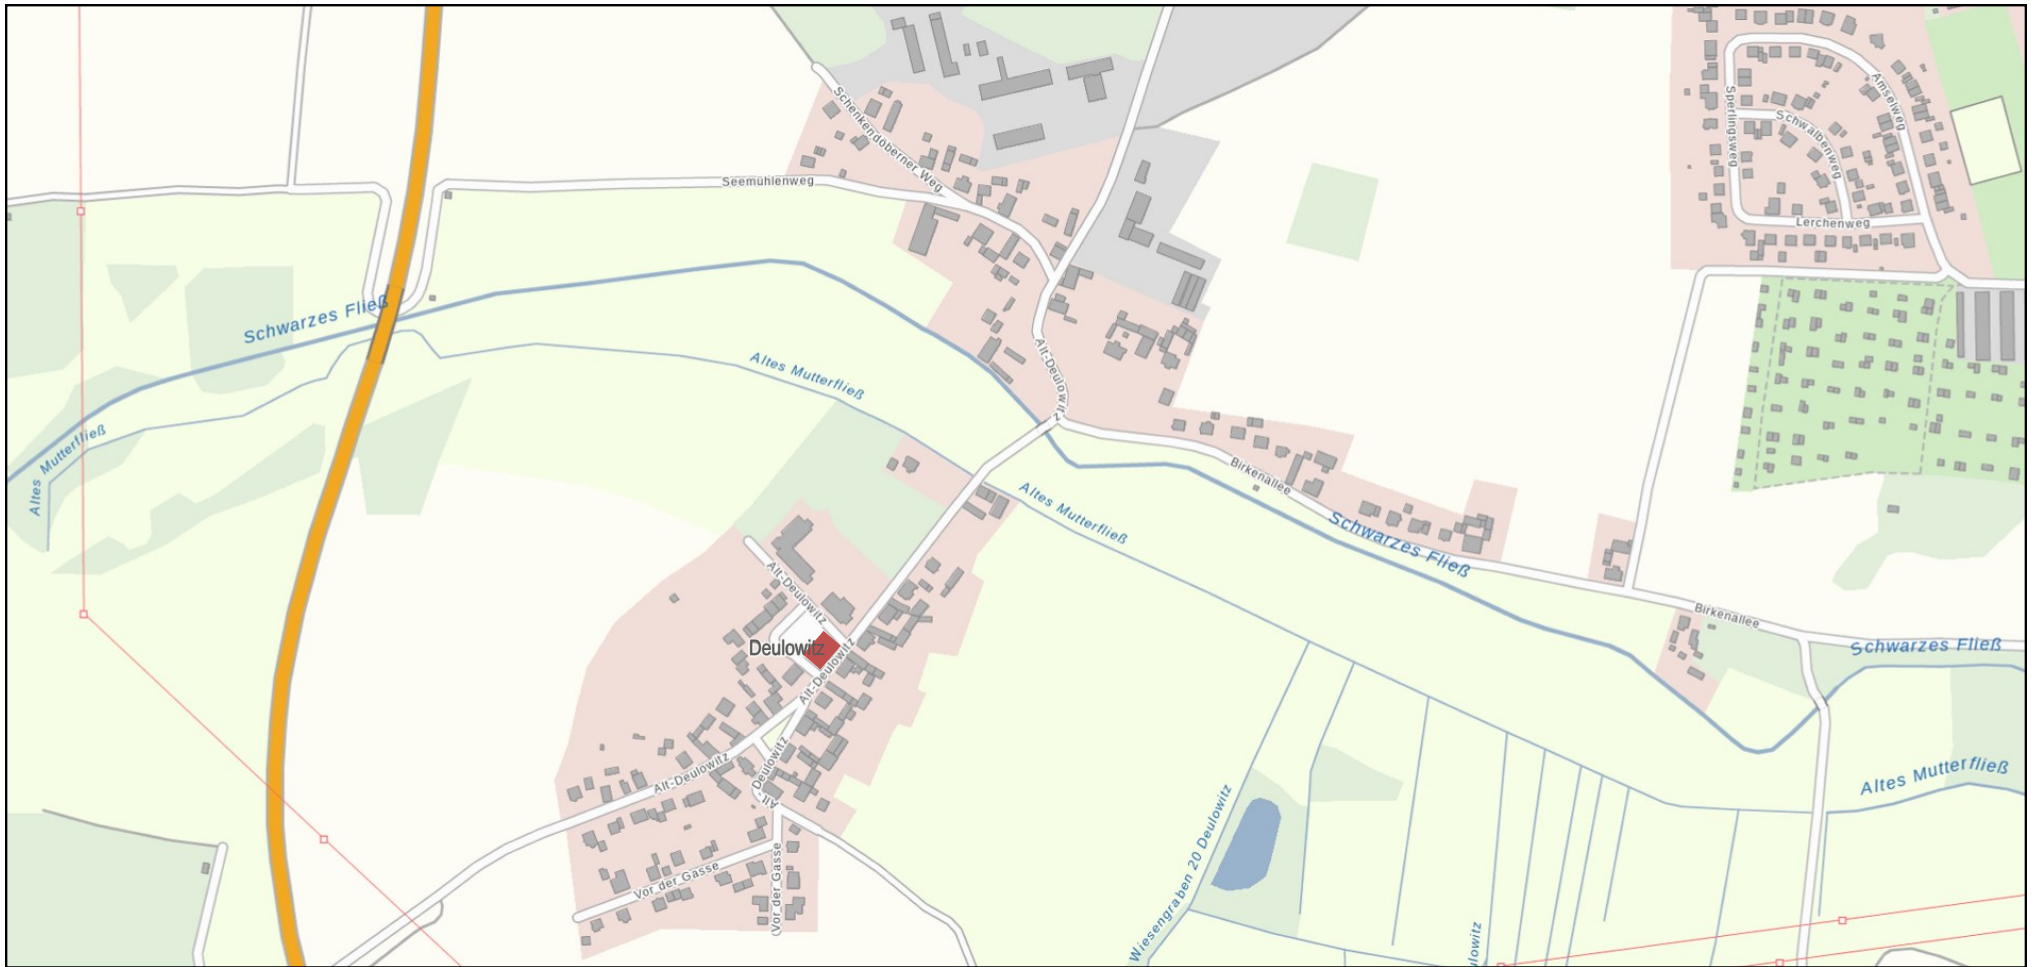 Schenkendöberner Weg
Amselweg
Sperlingsweg
Schwalbenweg
Seemühlenweg
Lerchenweg
Schwarzes Fließ
Alt-Deulowitz
Altes Mutterfließ
Altes Mutterfließ
Birkenallee
Altes Mutterfließ
Schwarzes Fließ
Alt-Deulowitz
Birkenallee
Deulowitz
Schwarzes Fließ
Alt-Deulowitz
Alt-Deulowitz
Alt-Deulowitz
Altes Mutterfließ
Wiesengraben 20 Deulowitz
Vor der Gasse
Vor der Gasse
ulowitz